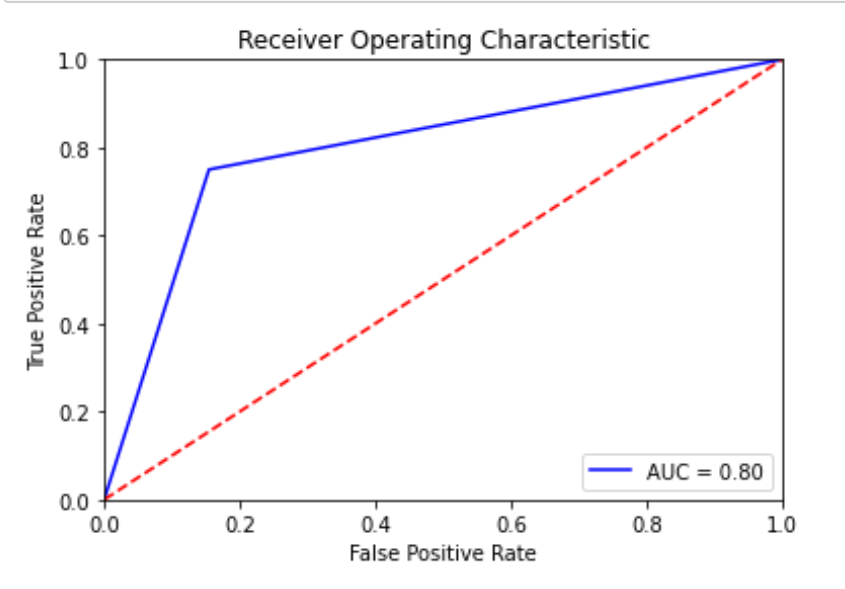 Receiver Operating Characteristic
1.0
0.8
0.6
0.4
0.2
0.0
True Positive Rate
AUC = 0.80
0.0 0.2 0.4 0.6 0.8 1.0
False Positive Rate